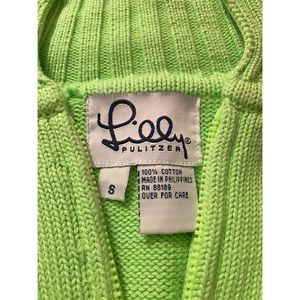 Lilly®
PULITZER
S
100% COTTON
MADE IN PHILIPPINES
RN 88189
OVER FOR CARE